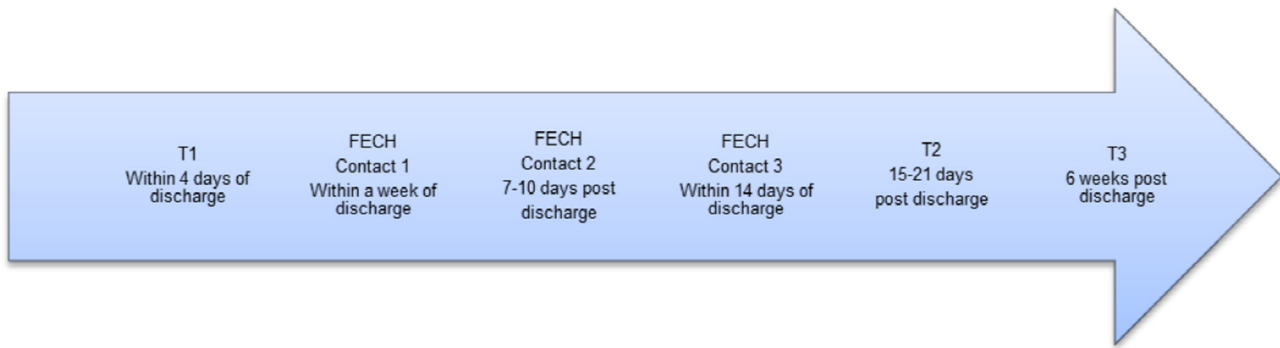 T1
Within 4 days of
discharge
FECH
Contact 1
Within a week of
discharge
FECH
Contact 2
7-10 days post
discharge
FECH
Contact 3
Within 14 days of
discharge
T2
15-21 days
post discharge
T3
6 weeks post
discharge